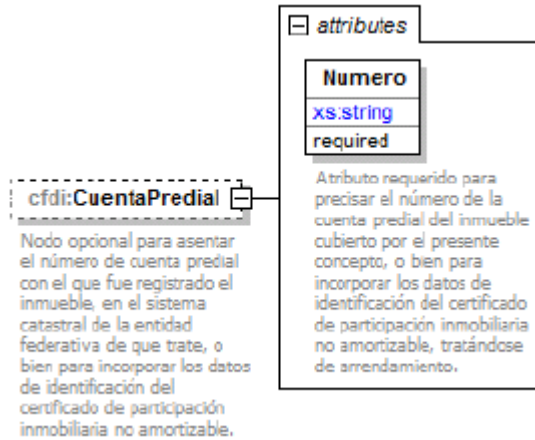 attributes
Numero
xs:string
required
Atributo requerido para
precisar el número de la
cuenta predial del inmueble
cubierto por el presente
concepto, o bien para
incorporar los datos de
identificación del certificado
de participación inmobiliaria
no amortizable, tratándose
de arrendamiento.
cfdi:CuentaPredial
Nodo opcional para asentar
el número de cuenta predial
con el que fue registrado el
inmueble, en el sistema
catastral de la entidad
federativa de que trate, o
bien para incorporar los datos
de identificación del
certificado de participación
inmobiliaria no amortizable.